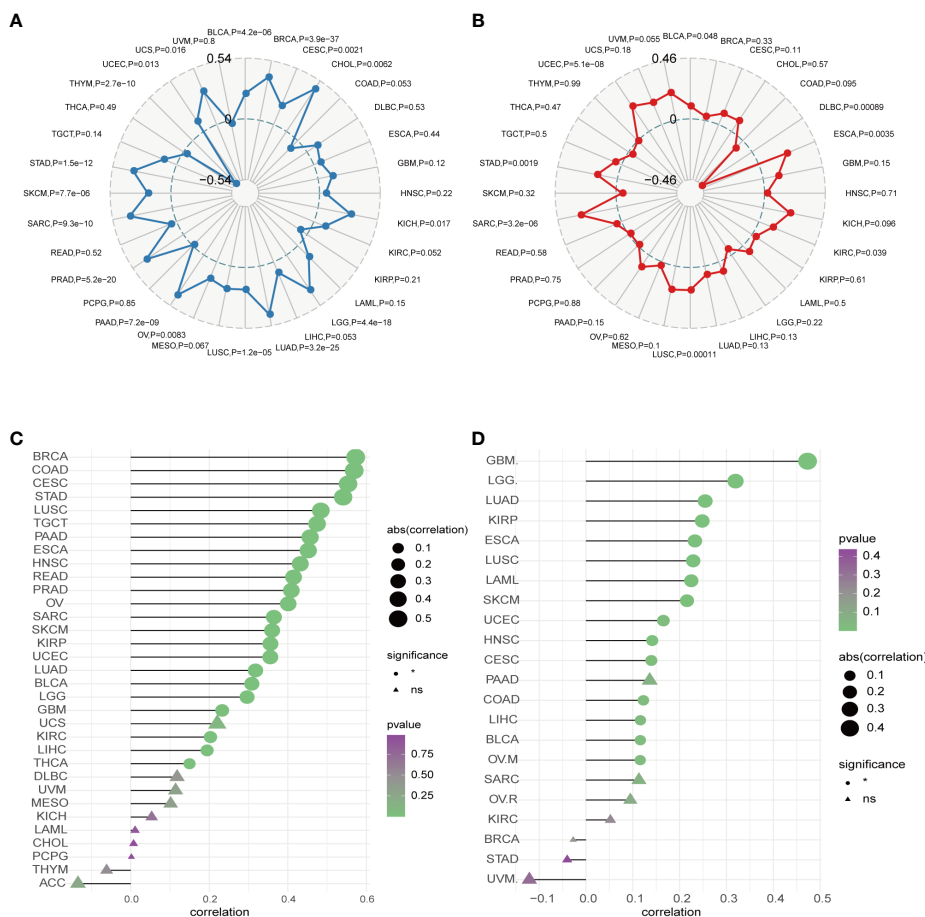 A
BLCA,P=4.2e-06
BRCA,P=3.9e-37
CESC,P=0.0021
CHOL,P=0.0062
COAD,P=0.053
DLBC,P=0.53
ESCA,P=0.44
GBM,P=0.12
HNSC,P=0.22
KICH,P=0.017
KIRC,P=0.052
KIRP,P=0.21
LAML,P=0.15
LGG,P=4.4e-18
LIHC,P=0.053
LUAD,P=3.2e-25
LUSC,P=1.2e-05
MESO,P=0.067
OV,P=0.0083
PAAD,P=7.2e-09
PCPG,P=0.85
PRAD,P=5.2e-20
READ,P=0.52
SARC,P=9.3e-10
SKCM,P=7.7e-06
STAD,P=1.5e-12
TGCT,P=0.14
THCA,P=0.49
THYM,P=2.7e-10
UCEC,P=0.013
UCS,P=0.016
UVM,P=0.8
0.54
0
−0.54
B
BLCA,P=0.048
BRCA,P=0.33
CESC,P=0.11
CHOL,P=0.57
COAD,P=0.095
DLBC,P=0.00089
ESCA,P=0.0035
GBM,P=0.15
HNSC,P=0.71
KICH,P=0.096
KIRC,P=0.039
KIRP,P=0.61
LAML,P=0.5
LGG,P=0.22
LIHC,P=0.13
LUAD,P=0.13
LUSC,P=0.00011
MESO,P=0.1
OV,P=0.62
PAAD,P=0.15
PCPG,P=0.88
PRAD,P=0.75
READ,P=0.58
SARC,P=3.2e-06
SKCM,P=0.32
STAD,P=0.0019
TGCT,P=0.5
THCA,P=0.47
THYM,P=0.99
UCEC,P=5.1e-08
UCS,P=0.18
UVM,P=0.055
0.46
0
−0.46
C
BRCA
COAD
CESC
STAD
LUSC
TGCT
PAAD
ESCA
HNSC
READ
PRAD
OV
SARC
SKCM
KIRP
UCEC
LUAD
BLCA
LGG
GBM
UCS
KIRC
LIHC
THCA
DLBC
UVM
MESO
KICH
LAML
CHOL
PCPG
THYM
ACC
0.0
0.2
0.4
0.6
correlation
abs(correlation)
0.1
0.2
0.3
0.4
0.5
significance
*
ns
pvalue
0.75
0.50
0.25
D
GBM.
LGG.
LUAD
KIRP
ESCA
LUSC
LAML
SKCM
UCEC
HNSC
CESC
PAAD
COAD
LIHC
BLCA
OV.M
SARC
OV.R
KIRC
BRCA
STAD
UVM.
−0.1
0.0
0.1
0.2
0.3
0.4
0.5
correlation
pvalue
0.4
0.3
0.2
0.1
abs(correlation)
0.1
0.2
0.3
0.4
significance
*
ns